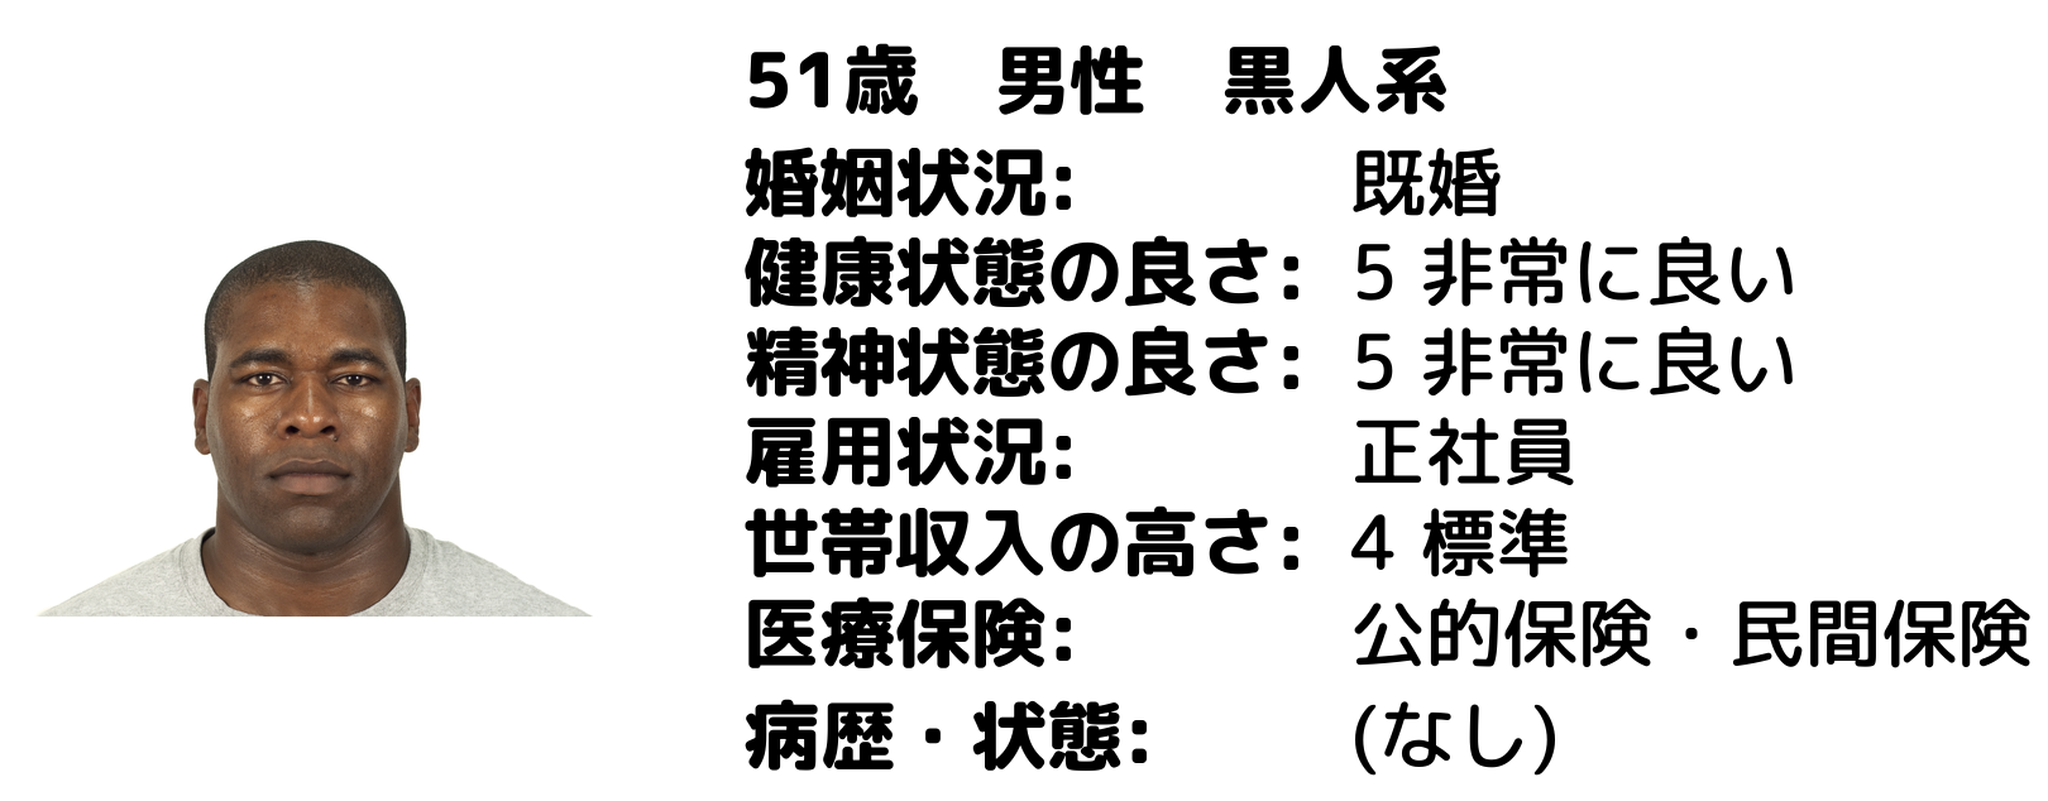 51歳　男性　黒人系
婚姻状況: 既婚
健康状態の良さ: 5 非常に良い
精神状態の良さ: 5 非常に良い
雇用状況: 正社員
世帯収入の高さ: 4 標準
医療保険: 公的保険・民間保険
病歴・状態: (なし)